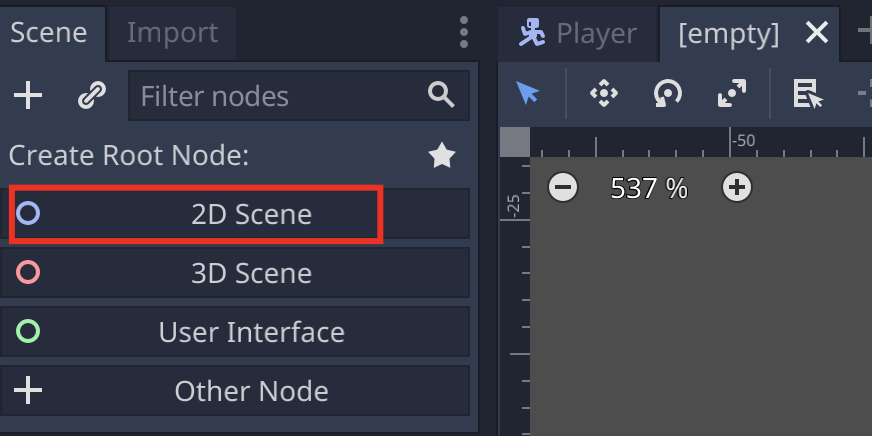 Scene Import
Player [empty]
Filter nodes
Create Root Node:
2D Scene
3D Scene
User Interface
Other Node
-50
-25
537 %